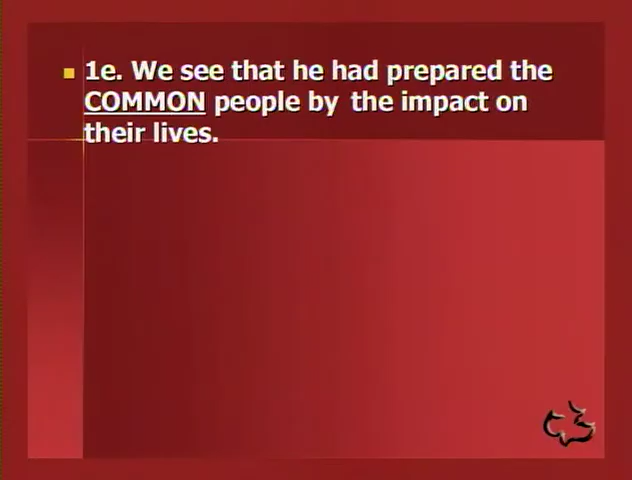 1e. We see that he had prepared the
COMMON people by the impact on
their lives.